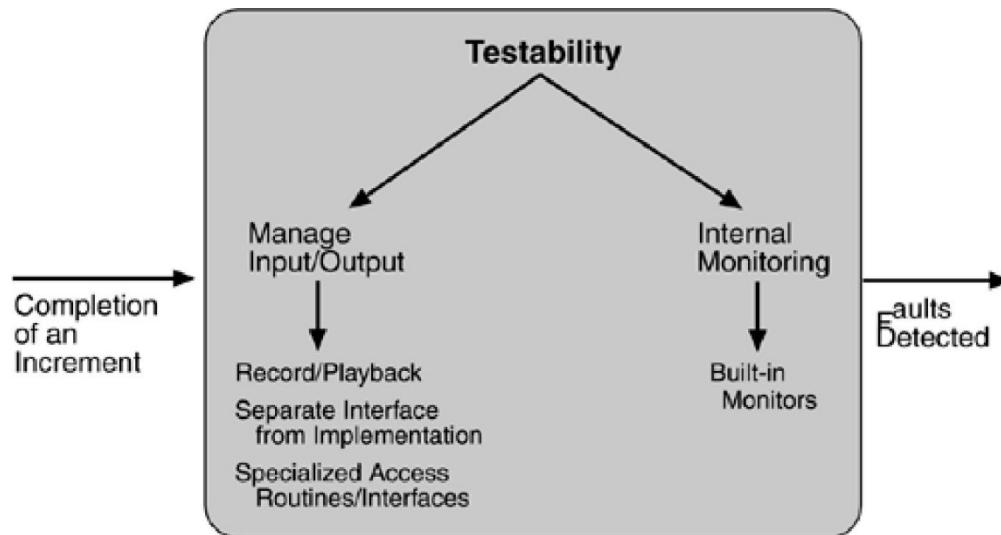 Testability
Manage
Input/Output
Internal
Monitoring
Completion
of an
Increment
Faults
Detected
Record/Playback
Separate Interface
from Implementation
Specialized Access
Routines/Interfaces
Built-in
Monitors